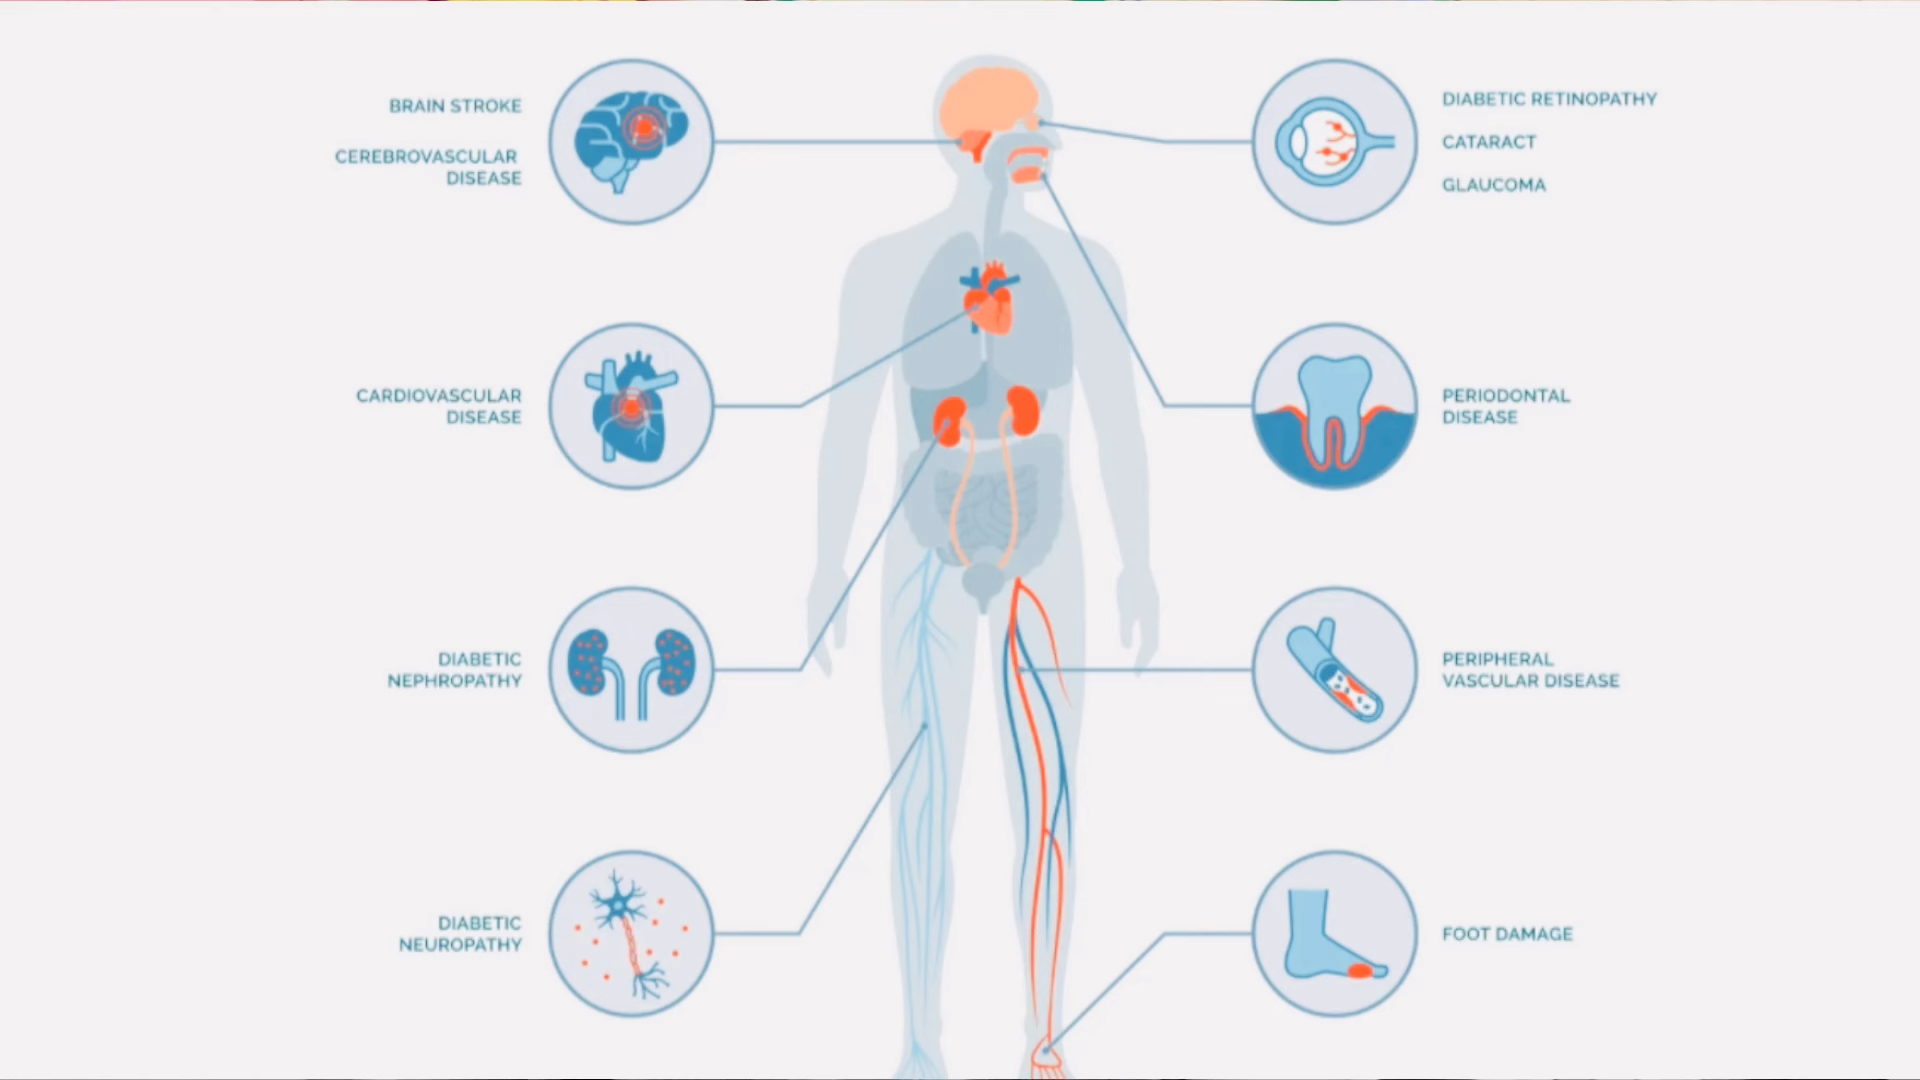 BRAIN STROKE
CEREBROVASCULAR
DISEASE
CARDIOVASCULAR
DISEASE
DIABETIC
NEPHROPATHY
DIABETIC
NEUROPATHY
DIABETIC RETINOPATHY
CATARACT
GLAUCOMA
PERIODONTAL
DISEASE
PERIPHERAL
VASCULAR DISEASE
FOOT DAMAGE